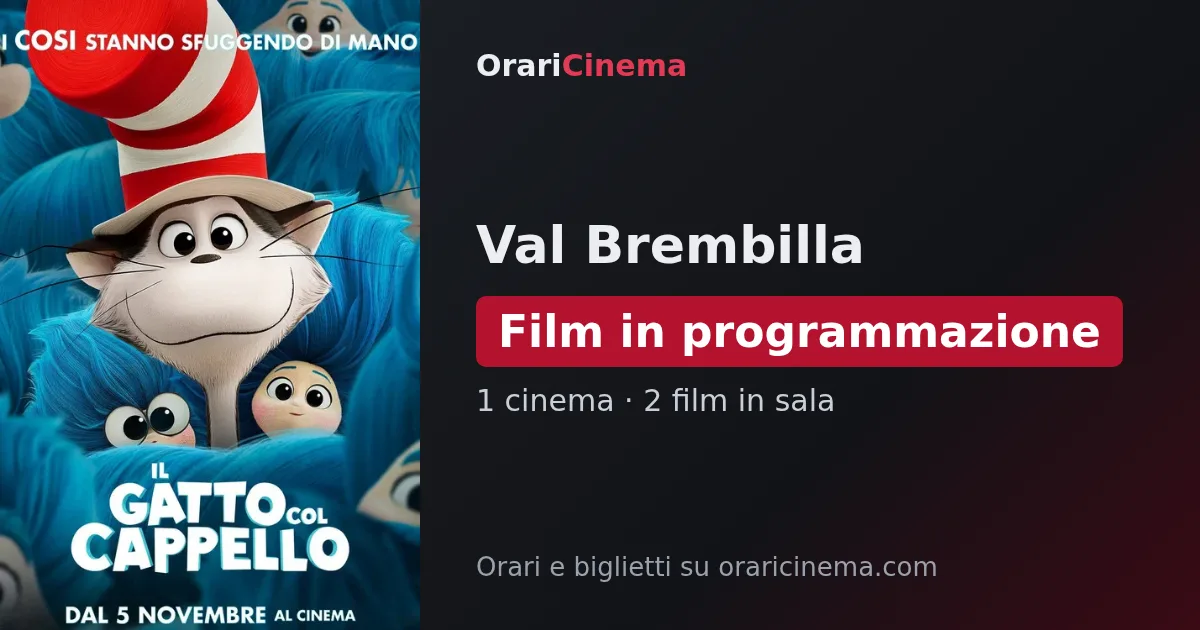 I COSI STANNO SFUGGENDO DI MANO
IL
GATTO COL
CAPPELLO
DAL 5 NOVEMBRE AL CINEMA
OrariCinema
Val Brembilla
Film in programmazione
1 cinema · 2 film in sala
Orari e biglietti su oraricinema.com